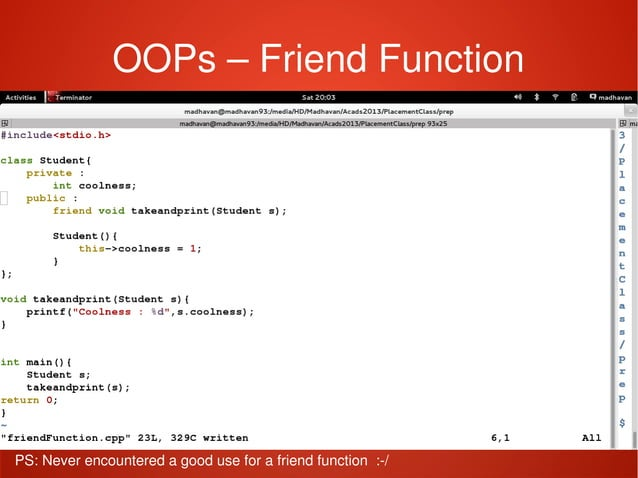 OOPs – Friend Function
Activities Terminator Sat 20:03 madhavan
madhavan@madhavan93:/media/HD/Madhavan/Acads2013/PlacementClass/prep
madhavan@madhavan93:/media/HD/Madhavan/Acads2013/PlacementClass/prep 93x25 ma
#include<stdio.h>
class Student{
private :
int coolness;
public :
friend void takeandprint(Student s);
Student(){
this->coolness = 1;
}
};
void takeandprint(Student s){
printf("Coolness : %d",s.coolness);
}
int main(){
Student s;
takeandprint(s);
return 0;
}
~
"friendFunction.cpp" 23L, 329C written 6,1 All
3
/
P
l
a
c
e
m
e
n
t
C
l
a
s
s
/
p
r
e
p
$
PS: Never encountered a good use for a friend function :-/